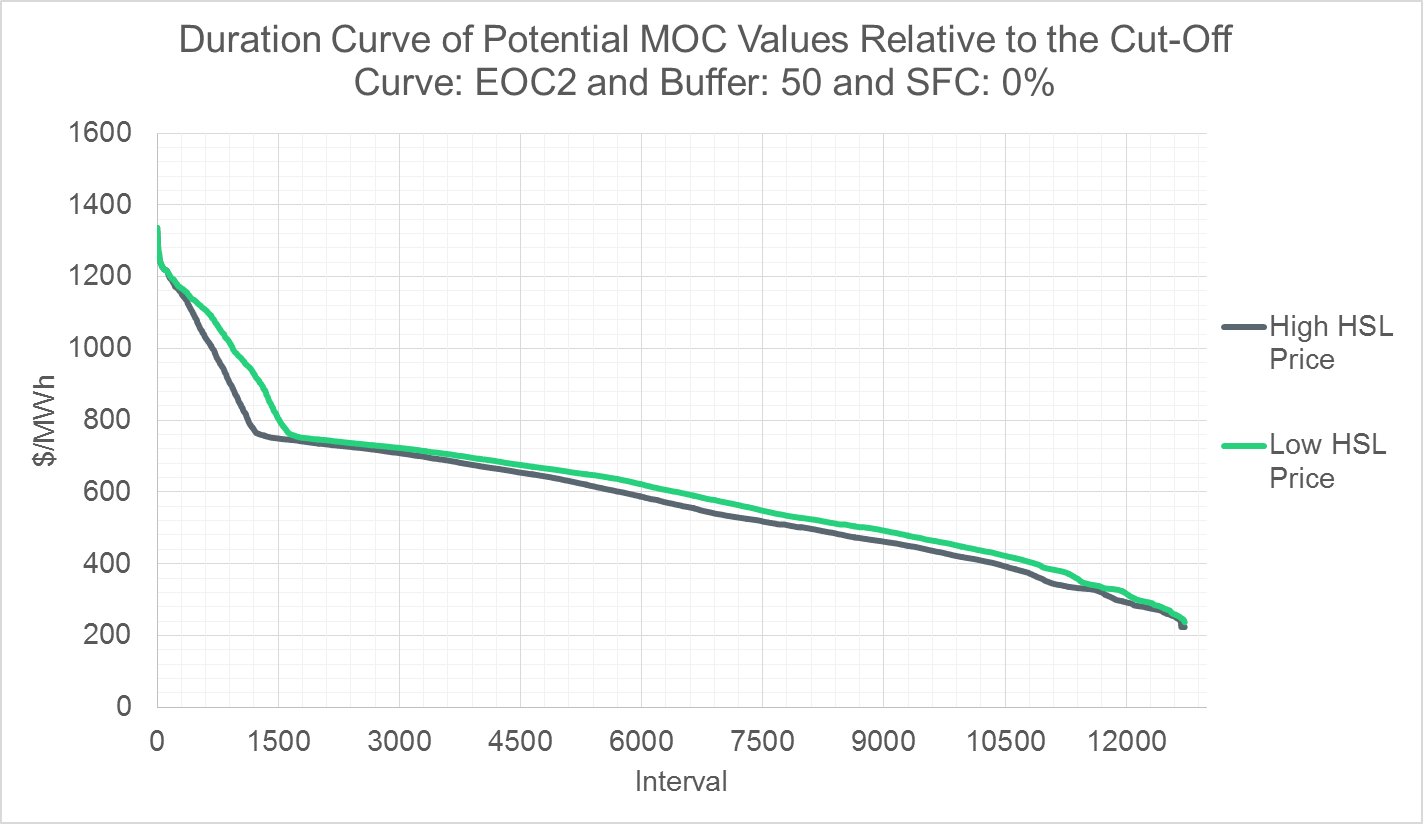 Duration Curve of Potential MOC Values Relative to the Cut-Off
Curve: EOC2 and Buffer: 50 and SFC: 0%
1600
1400
1200
1000
800
600
400
200
0
$/MWh
0 1500 3000 4500 6000 7500 9000 10500 12000
Interval
High HSL
Price
Low HSL
Price